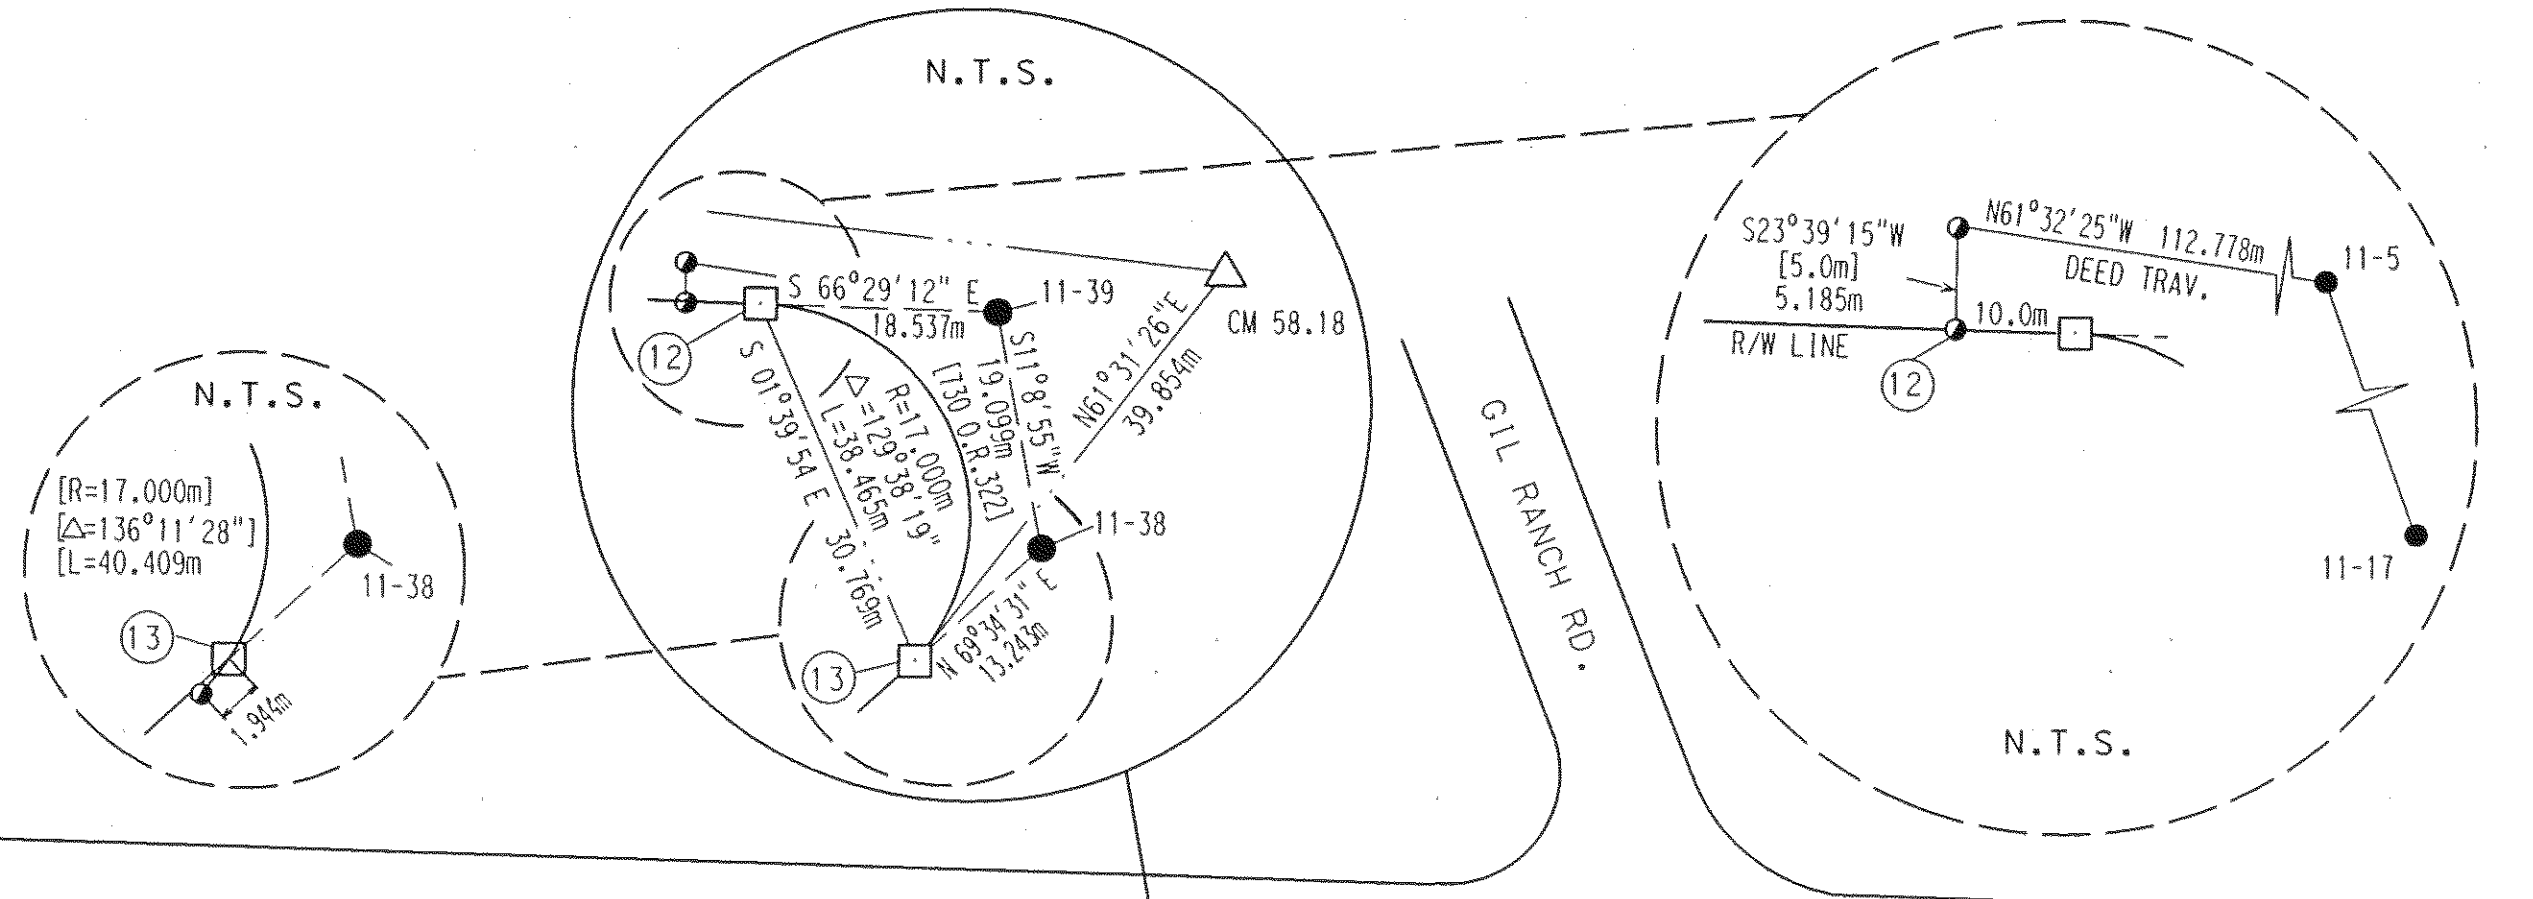 N.T.S.
[R=17.000m]
[△=136°11'28"]
[L=40.409m
11-38
13
1.944m
N.T.S.
S 66°29'12" E
18.537m
11-39
12
CM 58.18
S 01°39'54 E 30.769m
R=17.000m
△=129°38'19"
L=38.465m
[730 O.R.322]
S11°8'55"W
19.099m
N61°31'26"E
39.854m
11-38
N 69°34'31" E
13.243m
13
GIL RANCH RD.
S23°39'15"W
[5.0m]
5.185m
N61°32'25"W 112.778m
DEED TRAV.
11-5
10.0m
R/W LINE
12
11-17
N.T.S.